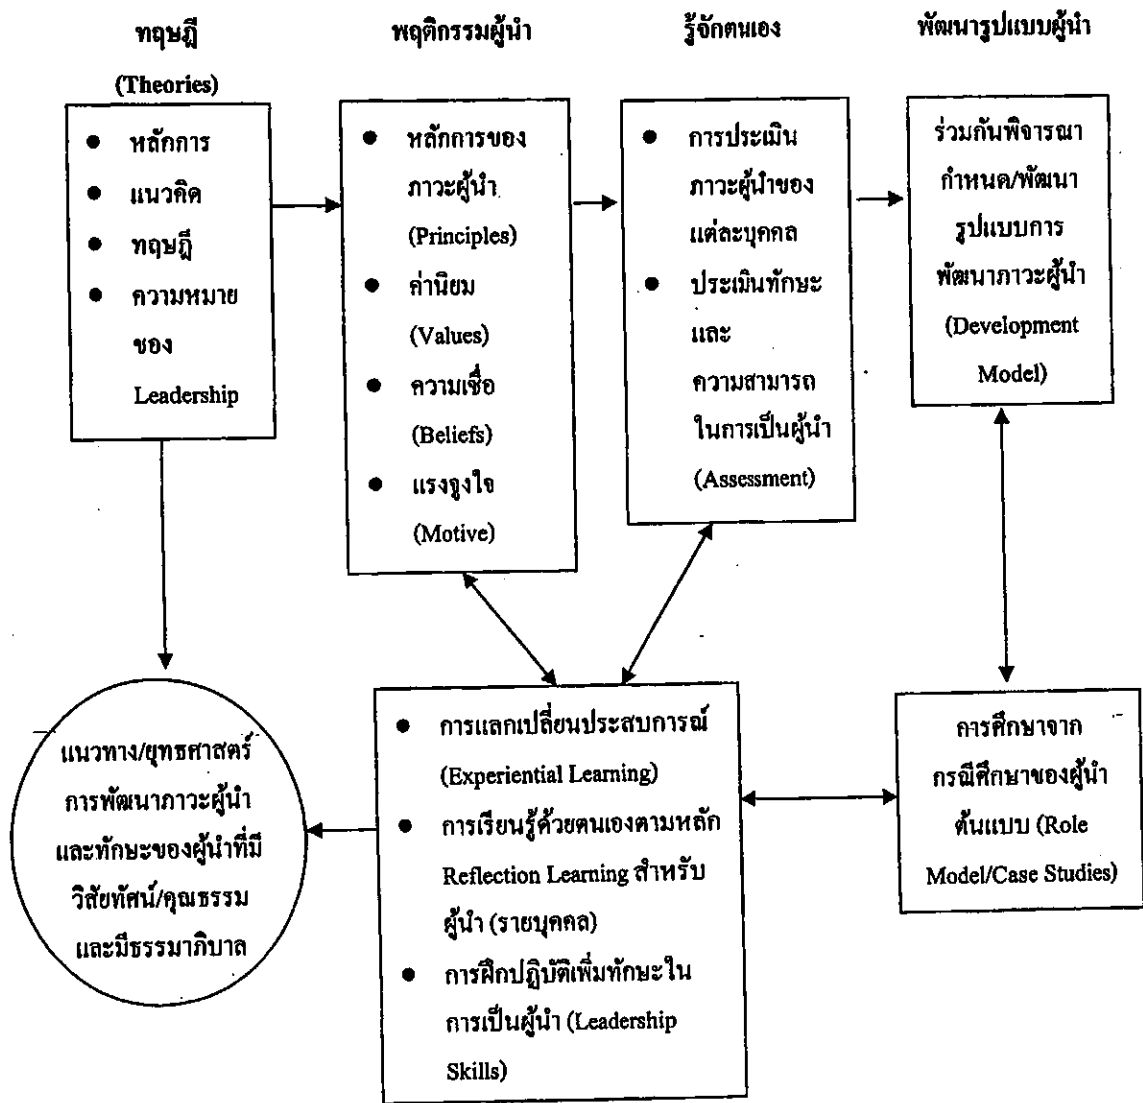 ทฤษฎี
(Theories)
พฤติกรรมผู้นำ
รู้จักตนเอง
พัฒนารูปแบบผู้นำ
● หลักการ
● แนวคิด
● ทฤษฎี
● ความหมาย
ของ
Leadership
● หลักการของ
ภาวะผู้นำ
(Principles)
● ค่านิยม
(Values)
● ความเชื่อ
(Beliefs)
● แรงจูงใจ
(Motive)
● การประเมิน
ภาวะผู้นำของ
แต่ละบุคคล
● ประเมินทักษะ
และ
ความสามารถ
ในการเป็นผู้นำ
(Assessment)
ร่วมกันพิจารณา
กำหนด/พัฒนา
รูปแบบการ
พัฒนาภาวะผู้นำ
(Development
Model)
แนวทาง/ยุทธศาสตร์
การพัฒนาภาวะผู้นำ
และทักษะของผู้นำที่มี
วิสัยทัศน์/คุณธรรม
และมีธรรมาภิบาล
● การแลกเปลี่ยนประสบการณ์
(Experiential Learning)
● การเรียนรู้ด้วยตนเองตามหลัก
Reflection Learning สำหรับ
ผู้นำ (รายบุคคล)
● การฝึกปฏิบัติเพิ่มทักษะใน
การเป็นผู้นำ (Leadership
Skills)
การศึกษาจาก
กรณีศึกษาของผู้นำ
ต้นแบบ (Role
Model/Case Studies)